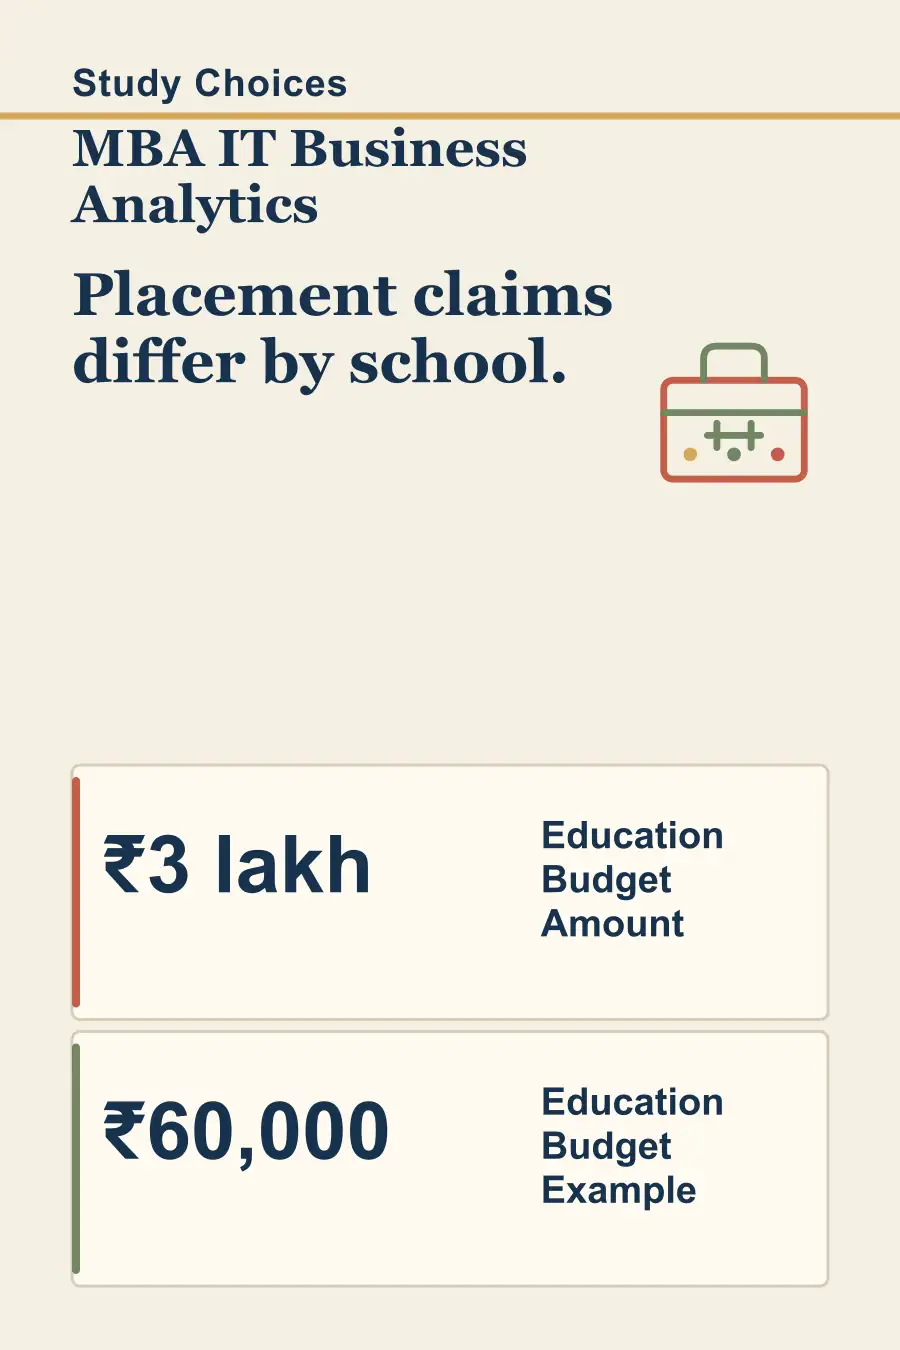 Study Choices
MBA IT Business
Analytics
Placement claims
differ by school.
₹3 lakh
Education
Budget
Amount
₹60,000
Education
Budget
Example